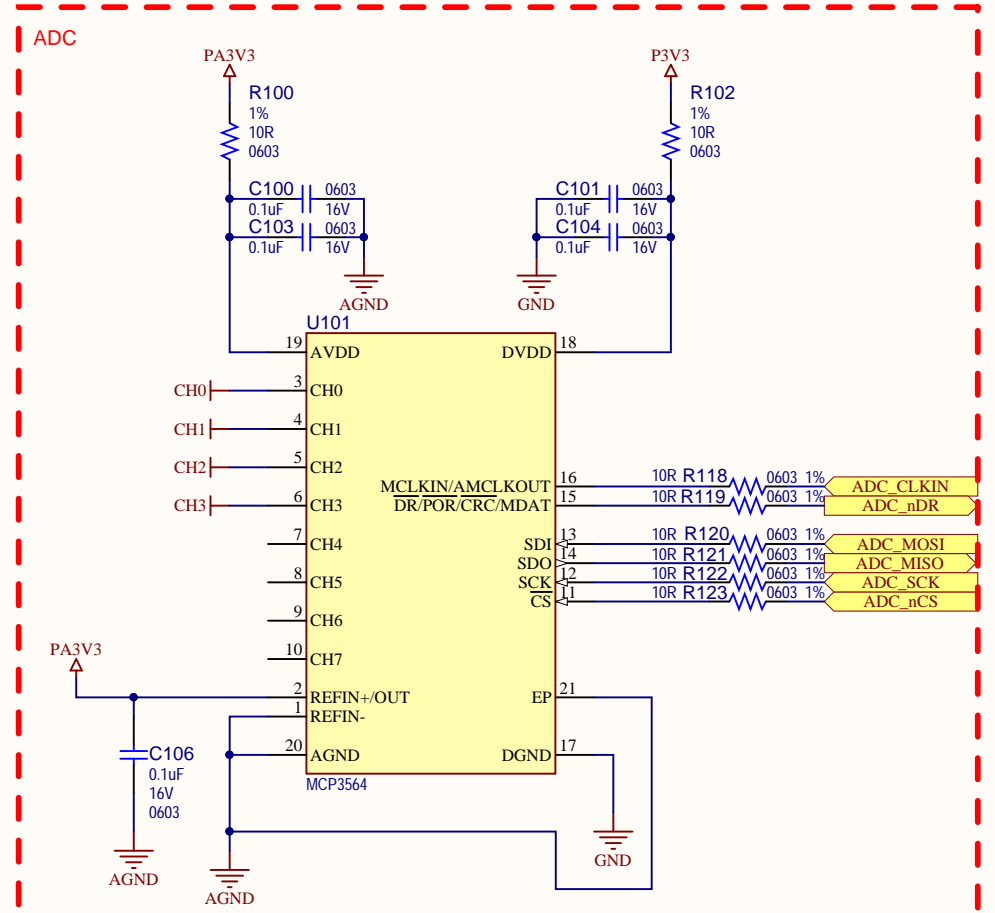 ADC
PA3V3
P3V3
R100
1%
10R
0603
R102
1%
10R
0603
C100 0603
0.1uF 16V
C103 0603
0.1uF 16V
C101 0603
0.1uF 16V
C104 0603
0.1uF 16V
AGND
GND
U101
19 AVDD
DVDD 18
CH0 3 CH0
CH1 4 CH1
CH2 5 CH2
CH3 6 CH3
7 CH4
8 CH5
9 CH6
10 CH7
MCLKIN/AMCLKOUT 16 10R R118 0603 1% ADC_CLKIN
DR/POR/CRC/MDAT 15 10R R119 0603 1% ADC_nDR
SDI 13 10R R120 0603 1% ADC_MOSI
SDO 14 10R R121 0603 1% ADC_MISO
SCK 12 10R R122 0603 1% ADC_SCK
CS 11 10R R123 0603 1% ADC_nCS
PA3V3
2 REFIN+/OUT
1 REFIN-
20 AGND
EP 21
DGND 17
MCP3564
C106
0.1uF
16V
0603
AGND
AGND
GND